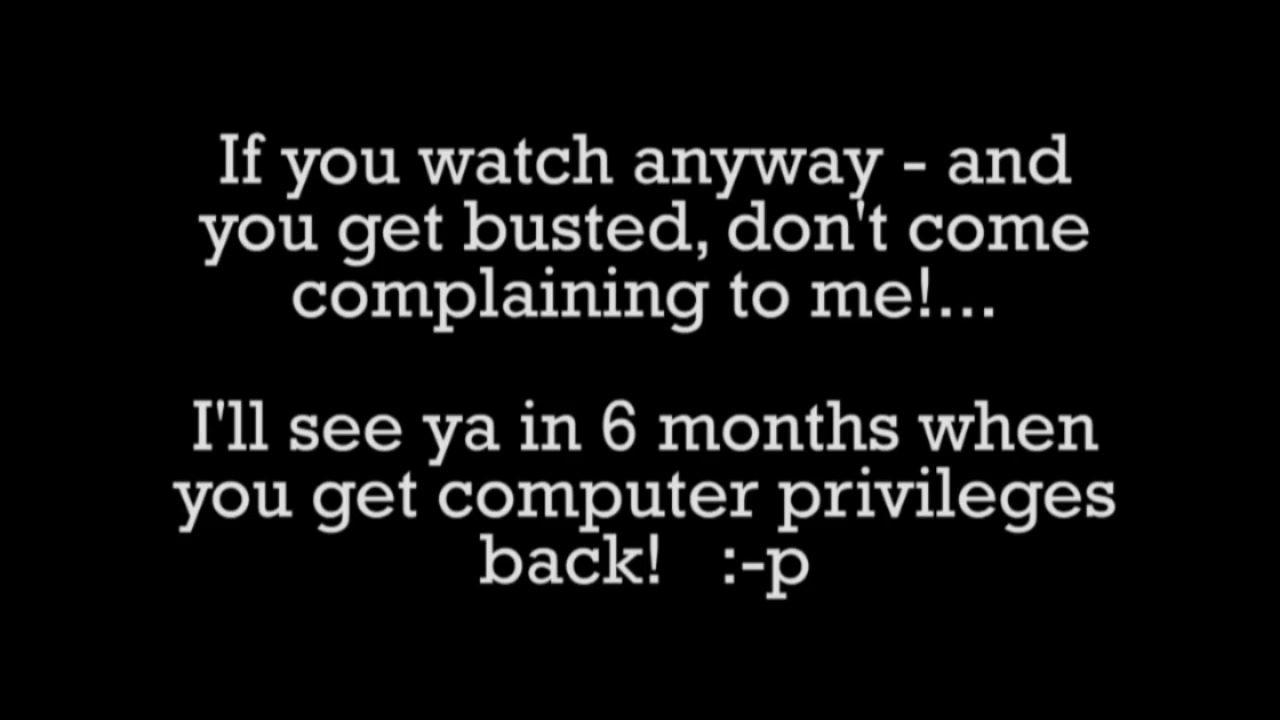 If you watch anyway - and
you get busted, don't come
complaining to me!...
I'll see ya in 6 months when
you get computer privileges
back! :-p